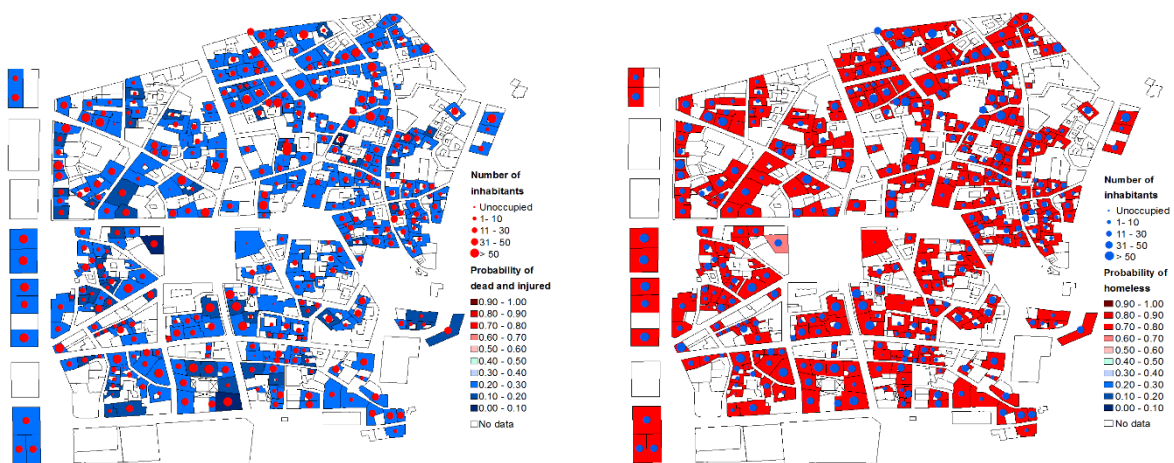 Number of
inhabitants
Unoccupied
1- 10
11 - 30
31 - 50
> 50
Probability of
dead and injured
0.90 - 1.00
0.80 - 0.90
0.70 - 0.80
0.60 - 0.70
0.50 - 0.60
0.40 - 0.50
0.30 - 0.40
0.20 - 0.30
0.10 - 0.20
0.00 - 0.10
No data
Number of
inhabitants
Unoccupied
1- 10
11 - 30
31 - 50
> 50
Probability of
homeless
0.90 - 1.00
0.80 - 0.90
0.70 - 0.80
0.60 - 0.70
0.50 - 0.60
0.40 - 0.50
0.30 - 0.40
0.20 - 0.30
0.10 - 0.20
0.00 - 0.10
No data